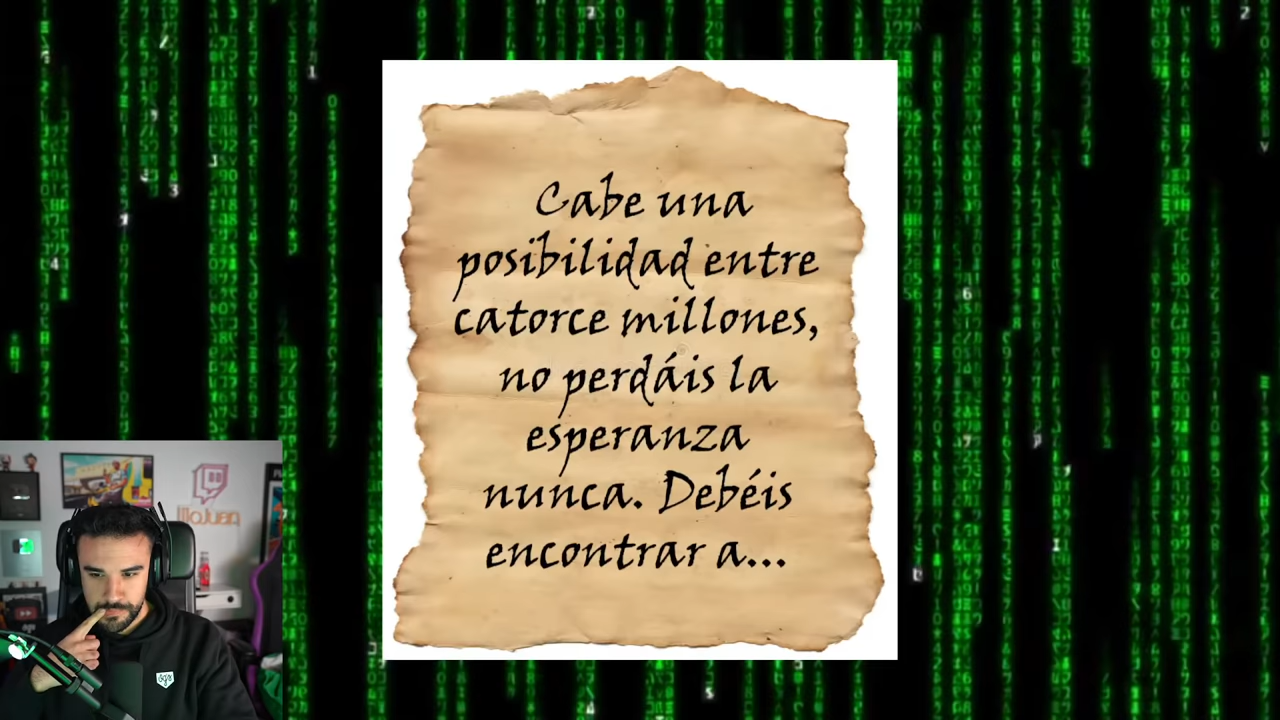 Cabe una
posibilidad entre
catorce millones,
no perdáis la
esperanza
nunca. Debéis
encontrar a...